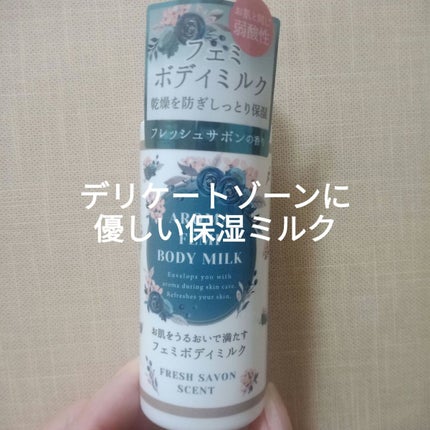 お肌と同じ
弱酸性
フェミ
ボディミルク
乾燥を防ぎしっとり保湿
フレッシュサボンの香り
デリケートゾーンに
優しい保湿ミルク
BODY MILK
Envelops you with
aroma during skin care.
Refreshes your skin.
お肌をうるおいで満たす
フェミボディミルク
FRESH SAVON
SCENT